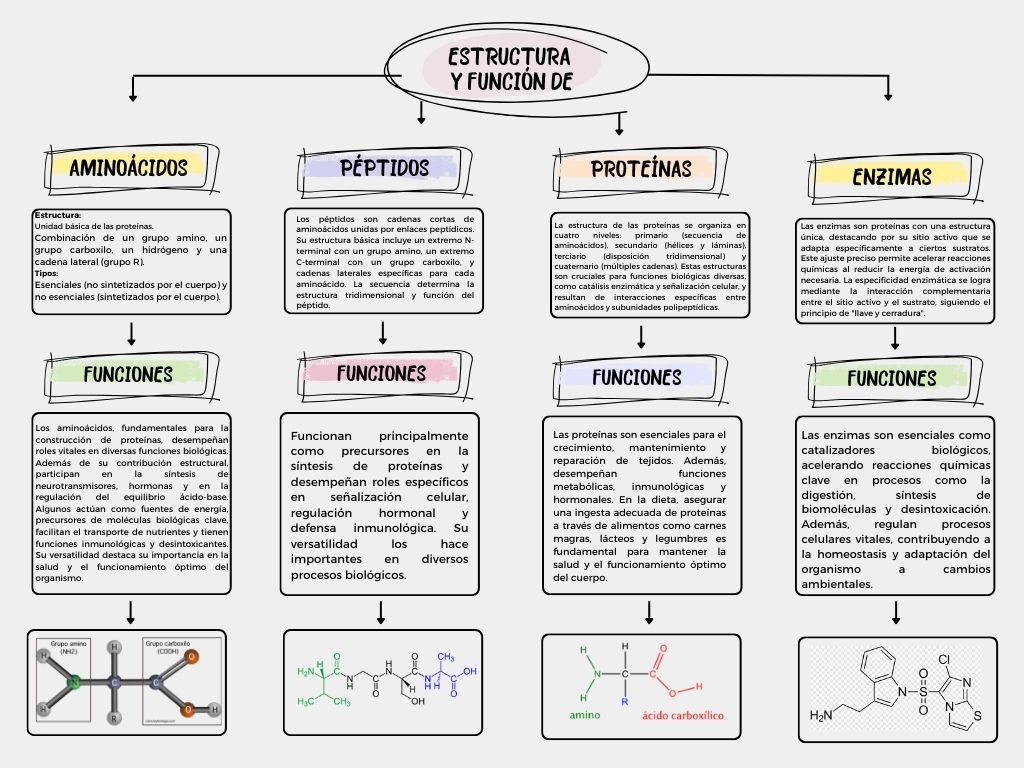 ESTRUCTURA
Y FUNCIÓN DE
AMINOÁCIDOS
Estructura:
Unidad básica de las proteínas.
Combinación de un grupo amino, un
grupo carboxilo, un hidrógeno y una
cadena lateral (grupo R).
Tipos:
Esenciales (no sintetizados por el cuerpo) y
no esenciales (sintetizados por el cuerpo).
FUNCIONES
Los aminoácidos, fundamentales para la
construcción de proteínas, desempeñan
roles vitales en diversas funciones biológicas.
Además de su contribución estructural,
participan en la síntesis de
neurotransmisores, hormonas y en la
regulación del equilibrio ácido-base.
Algunos actúan como fuentes de energía,
precursores de moléculas biológicas clave,
facilitan el transporte de nutrientes y tienen
funciones inmunológicas y desintoxicantes.
Su versatilidad destaca su importancia en la
salud y el funcionamiento óptimo del
organismo.
Grupo amino
(NH2)
Grupo carboxilo
(COOH)
H
H
O
N
C
C
H
R
O
H
PÉPTIDOS
Los péptidos son cadenas cortas de
aminoácidos unidas por enlaces peptídicos.
Su estructura básica incluye un extremo N-
terminal con un grupo amino, un extremo
C-terminal con un grupo carboxilo, y
cadenas laterales específicas para cada
aminoácido. La secuencia determina la
estructura tridimensional y función del
péptido.
FUNCIONES
Funcionan principalmente
como precursores en la
síntesis de proteínas y
desempeñan roles específicos
en señalización celular,
regulación hormonal y
defensa inmunológica. Su
versatilidad los hace
importantes en diversos
procesos biológicos.
O
H
H₂N
N
H
O
H
N
O
H
OH
N
H
CH₃
OH
O
H₃C
CH₃
PROTEÍNAS
La estructura de las proteínas se organiza en
cuatro niveles: primario (secuencia de
aminoácidos), secundario (hélices y láminas),
terciario (disposición tridimensional) y
cuaternario (múltiples cadenas). Estas estructuras
son cruciales para funciones biológicas diversas,
como catálisis enzimática y señalización celular, y
resultan de interacciones específicas entre
aminoácidos y subunidades polipeptídicas.
FUNCIONES
Las proteínas son esenciales para el
crecimiento, mantenimiento y
reparación de tejidos. Además,
desempeñan funciones
metabólicas, inmunológicas y
hormonales. En la dieta, asegurar
una ingesta adecuada de proteínas
a través de alimentos como carnes
magras, lácteos y legumbres es
fundamental para mantener la
salud y el funcionamiento óptimo
del cuerpo.
H
H
O
N
C
C
H
R
O
H
amino
ácido carboxílico
ENZIMAS
Las enzimas son proteínas con una estructura
única, destacando por su sitio activo que se
adapta específicamente a ciertos sustratos.
Este ajuste preciso permite acelerar reacciones
químicas al reducir la energía de activación
necesaria. La especificidad enzimática se logra
mediante la interacción complementaria
entre el sitio activo y el sustrato, siguiendo el
principio de "llave y cerradura".
FUNCIONES
Las enzimas son esenciales como
catalizadores biológicos,
acelerando reacciones químicas
clave en procesos como la
digestión, síntesis de
biomoléculas y desintoxicación.
Además, regulan procesos
celulares vitales, contribuyendo a
la homeostasis y adaptación del
organismo a cambios
ambientales.
Cl
O
N
S
N
H₂N
O
N
S